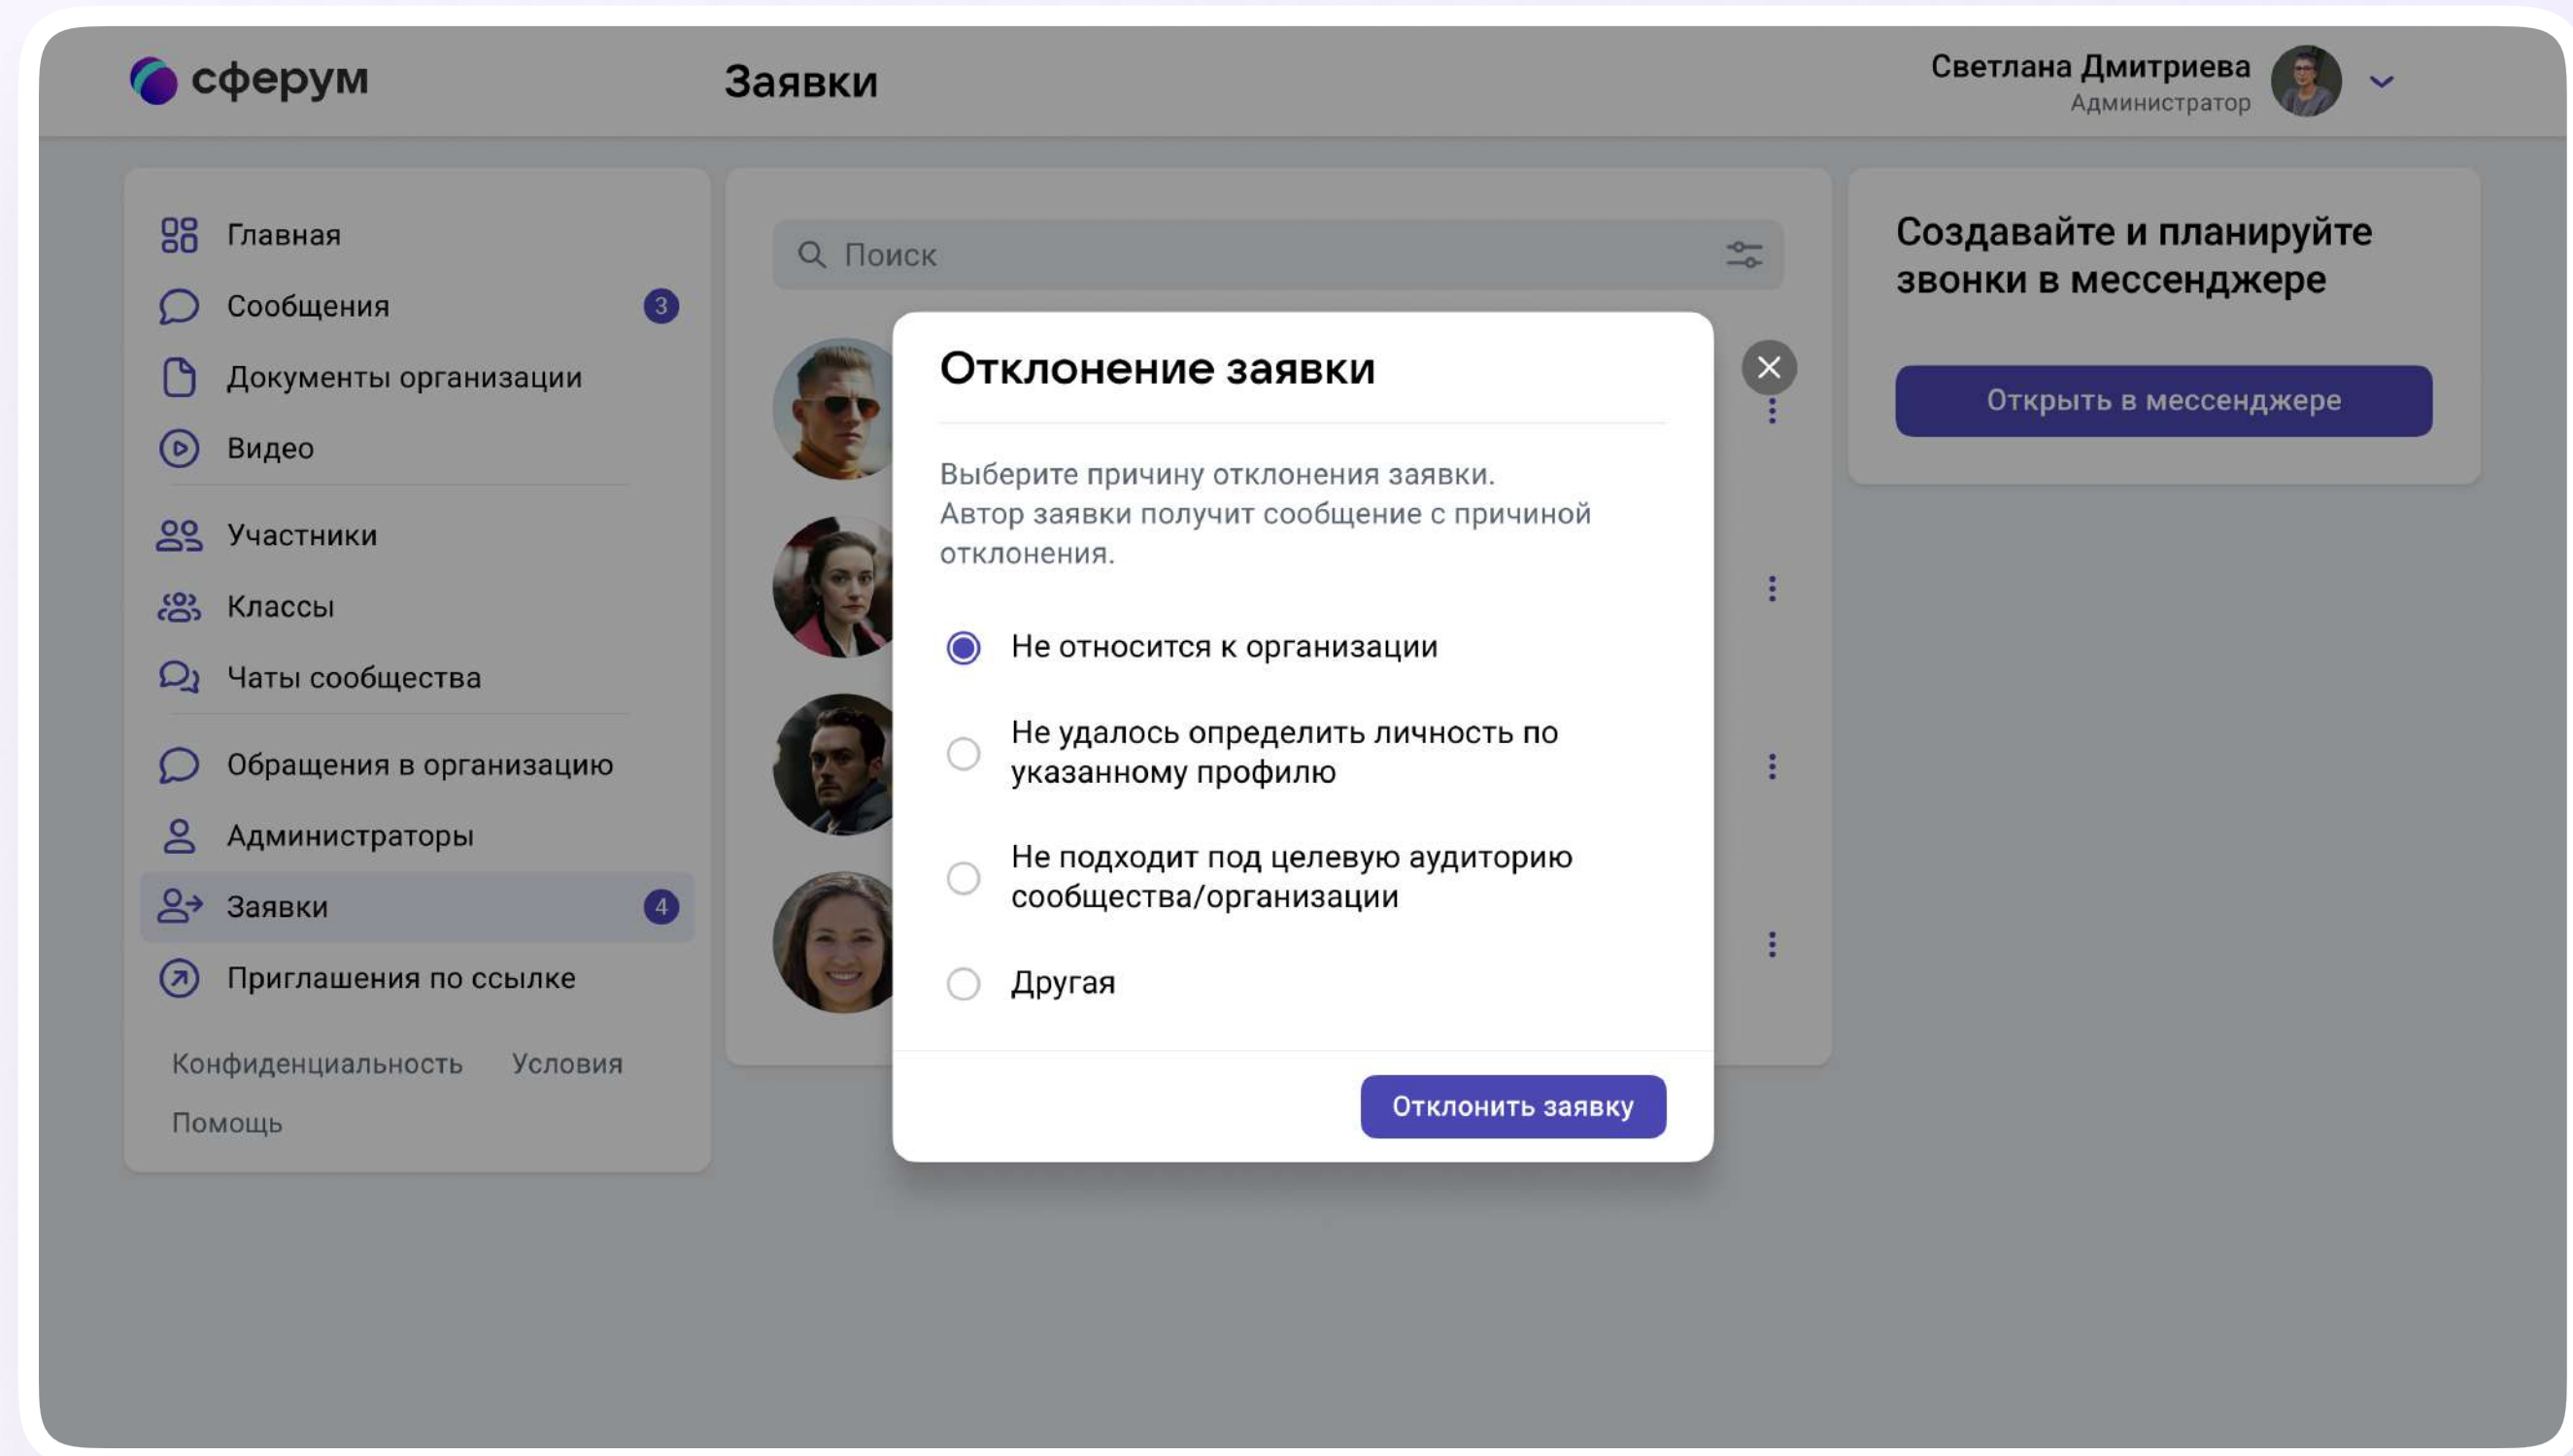 сферум
Заявки
Светлана Дмитриева
Администратор
Главная
Сообщения
3
Документы организации
Видео
Участники
Классы
Чаты сообщества
Обращения в организацию
Администраторы
Заявки
4
Приглашения по ссылке
Конфиденциальность
Условия
Помощь
Поиск
Отклонение заявки
Выберите причину отклонения заявки.
Автор заявки получит сообщение с причиной
отклонения.
Не относится к организации
Не удалось определить личность по
указанному профилю
Не подходит под целевую аудиторию
сообщества/организации
Другая
Отклонить заявку
Создавайте и планируйте
звонки в мессенджере
Открыть в мессенджере